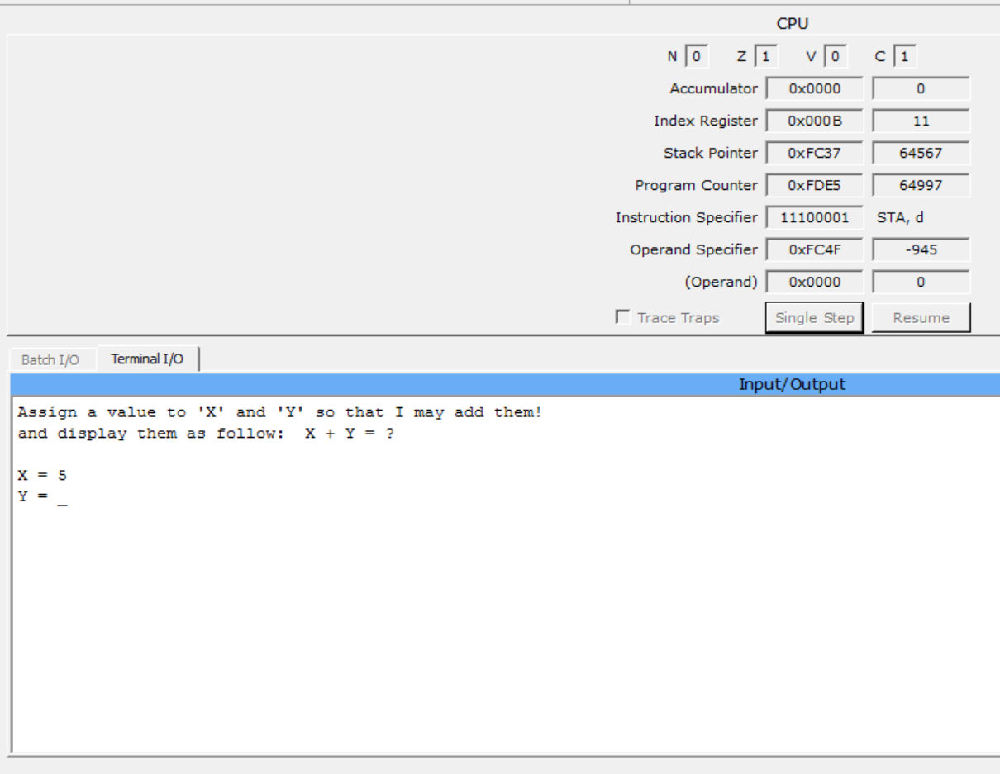 CPU
N 0 Z 1 V 0 C 1
Accumulator 0x0000 0
Index Register 0x000B 11
Stack Pointer 0xFC37 64567
Program Counter 0xFDE5 64997
Instruction Specifier 11100001 STA, d
Operand Specifier 0xFC4F -945
(Operand) 0x0000 0
Trace Traps Single Step Resume
Batch I/O Terminal I/O
Input/Output
Assign a value to 'X' and 'Y' so that I may add them!
and display them as follow:  X + Y = ?
X = 5
Y = _